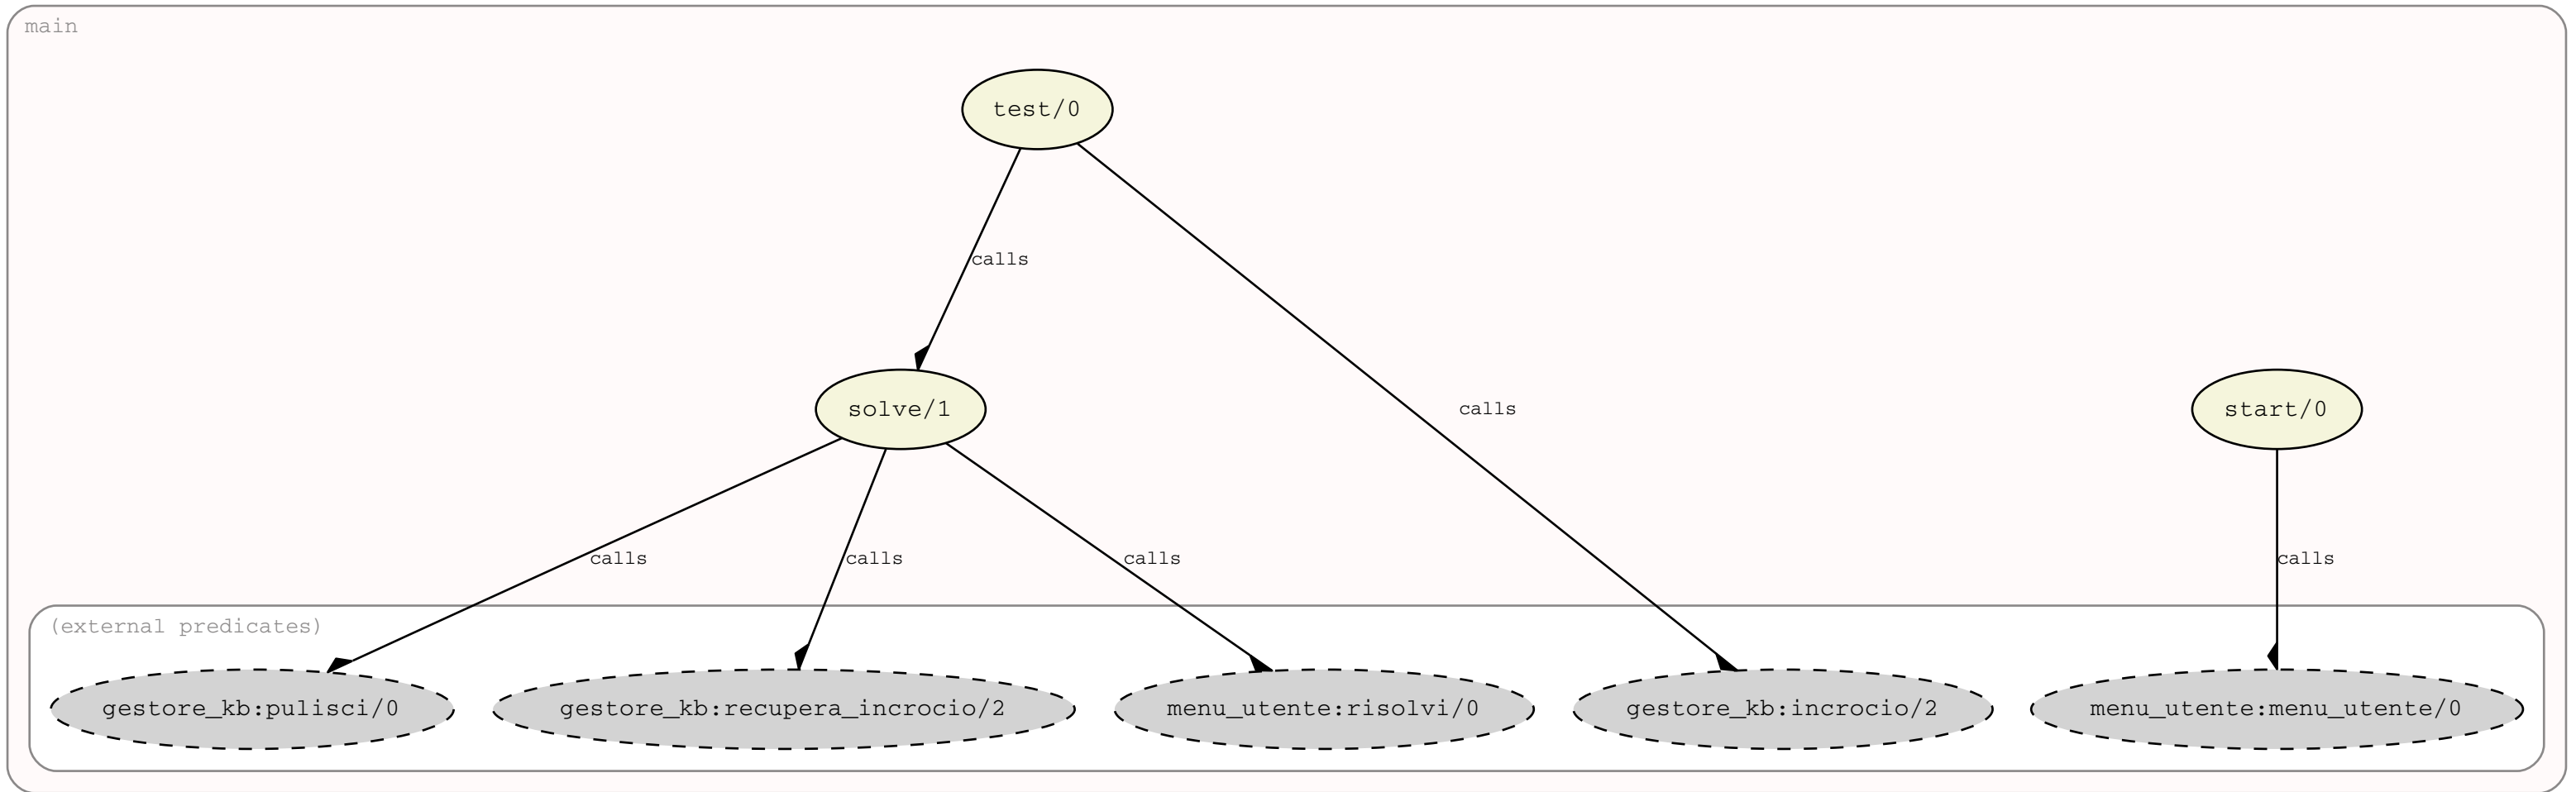 main
test/0
calls
calls
solve/1
start/0
calls
calls
calls
calls
(external predicates)
gestore_kb:pulisci/0
gestore_kb:recupera_incrocio/2
menu_utente:risolvi/0
gestore_kb:incrocio/2
menu_utente:menu_utente/0